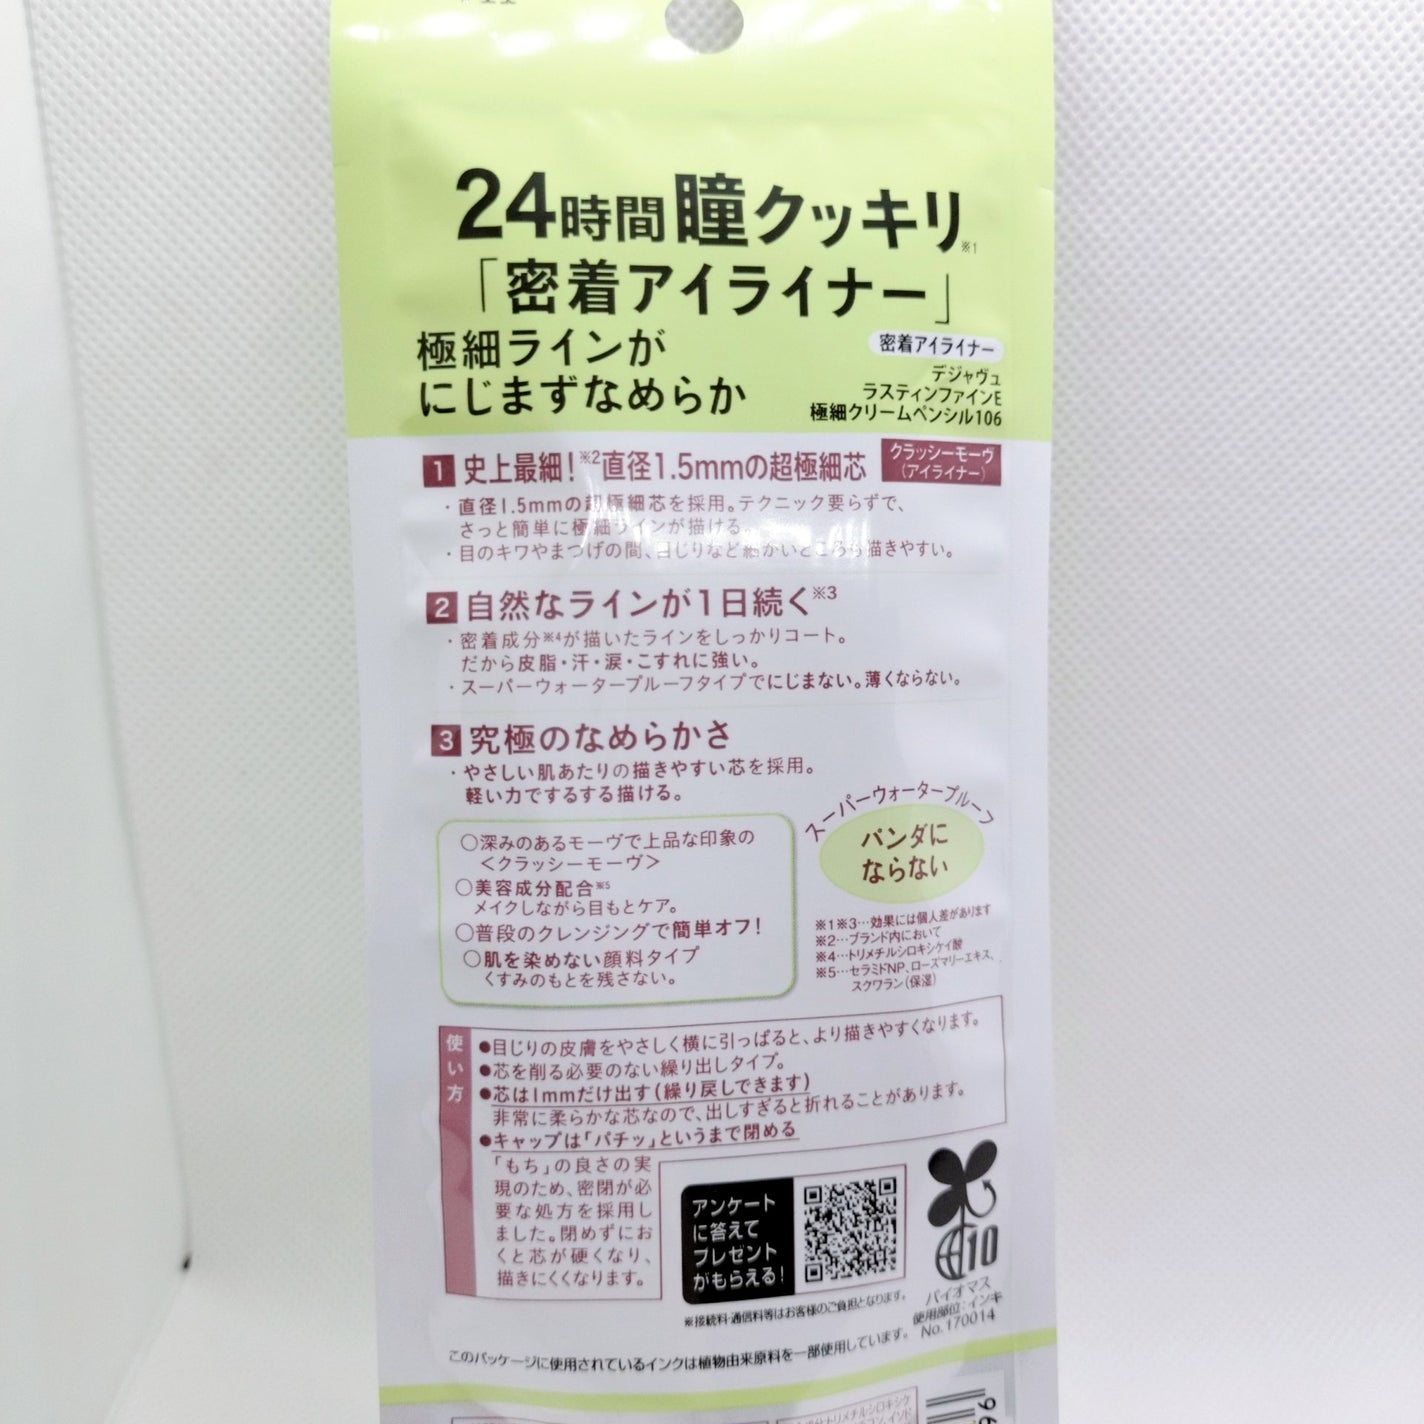 24時間瞳クッキリ※1
「密着アイライナー」
極細ラインが
にじまずなめらか
密着アイライナー
デジャヴュ
ラスティンファインE
極細クリームペンシル106
1 史上最細!※2直径1.5mmの超極細芯
クラッシーモーヴ
(アイライナー)
・直径1.5mmの超極細芯を採用。テクニック要らずで、
さっと簡単に極細ラインが描ける。
・目のキワやまつげの間、目じりなど細かいところも描きやすい。
2 自然なラインが1日続く※3
・密着成分※4が描いたラインをしっかりコート。
だから皮脂・汗・涙・こすれに強い。
・スーパーウォータープルーフタイプでにじまない。薄くならない。
3 究極のなめらかさ
・やさしい肌あたりの描きやすい芯を採用。
軽い力でするする描ける。
○深みのあるモーヴで上品な印象の
<クラッシーモーヴ>
○美容成分配合※5
メイクしながら目もとケア。
○普段のクレンジングで簡単オフ!
○肌を染めない顔料タイプ
くすみのもとを残さない。
スーパーウォータープルーフ
パンダに
ならない
※1※3…効果には個人差があります
※2…ブランド内において
※4…トリメチルシロキシケイ酸
※5…セラミドNP、ローズマリーエキス、
スクワラン(保湿)
使い方
●目じりの皮膚をやさしく横に引っぱると、より描きやすくなります。
●芯を削る必要のない繰り出しタイプ。
●芯は1mmだけ出す(繰り戻しできます)
非常に柔らかな芯なので、出しすぎると折れることがあります。
●キャップは「パチッ」というまで閉める
「もち」の良さの実
現のため、密閉が必
要な処方を採用し
ました。閉めずにお
くと芯が硬くなり、
描きにくくなります。
アンケート
に答えて
プレゼント
がもらえる!
※接続料・通信料等はお客様のご負担となります。
10
バイオマス
使用部位:インキ
No.170014
このパッケージに使用されているインクは植物由来原料を一部使用しています。